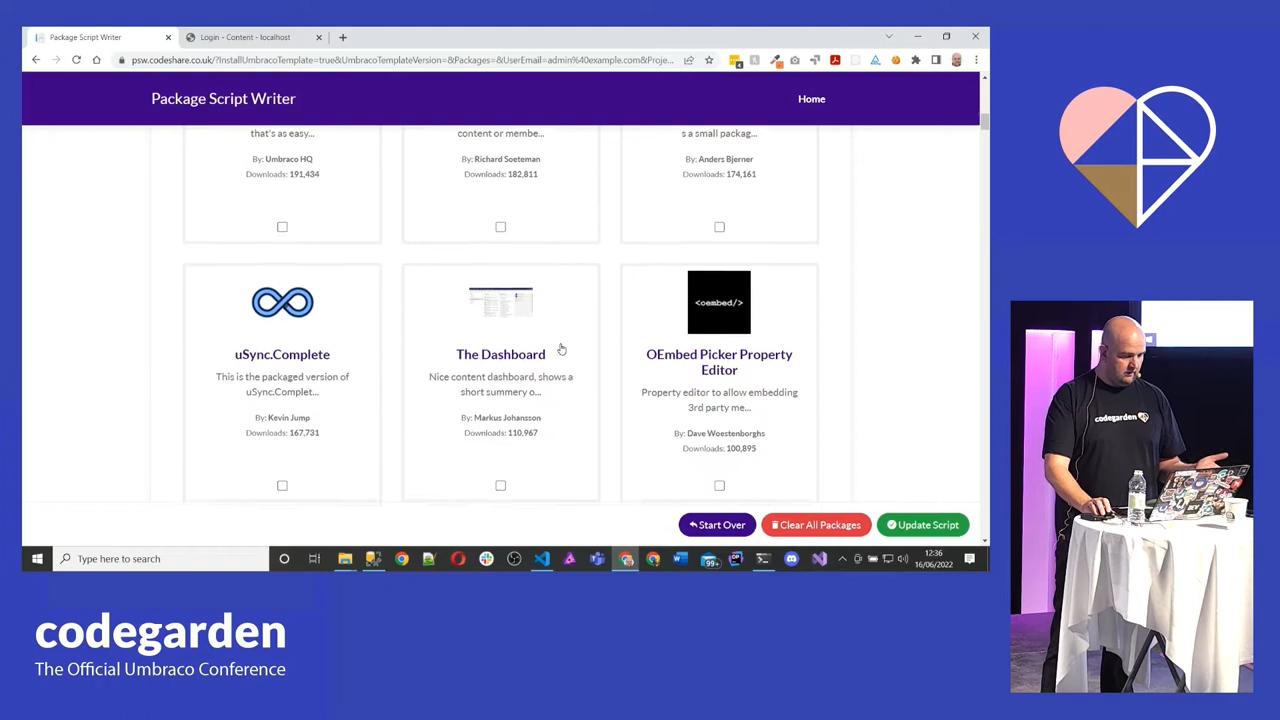 Package Script Writer
Login - Content - localhost
psw.codeshare.co.uk/?InstallUmbracoTemplate=true&UmbracoTemplateVersion=&Packages=&UserEmail=admin%40example.com&Proje...
Package Script Writer
Home
that's as easy...
By: Umbraco HQ
Downloads: 191,434
content or membe...
By: Richard Soeteman
Downloads: 182,811
s a small packag...
By: Anders Bjerner
Downloads: 174,161
uSync.Complete
This is the packaged version of
uSync.Complet...
By: Kevin Jump
Downloads: 167,731
The Dashboard
Nice content dashboard, shows a
short summery o...
By: Markus Johansson
Downloads: 110,967
<oembed/>
OEmbed Picker Property
Editor
Property editor to allow embedding
3rd party me...
By: Dave Woestenborghs
Downloads: 100,895
Start Over
Clear All Packages
Update Script
Type here to search
99+
12:36
16/06/2022
codegarden
codegarden
The Official Umbraco Conference